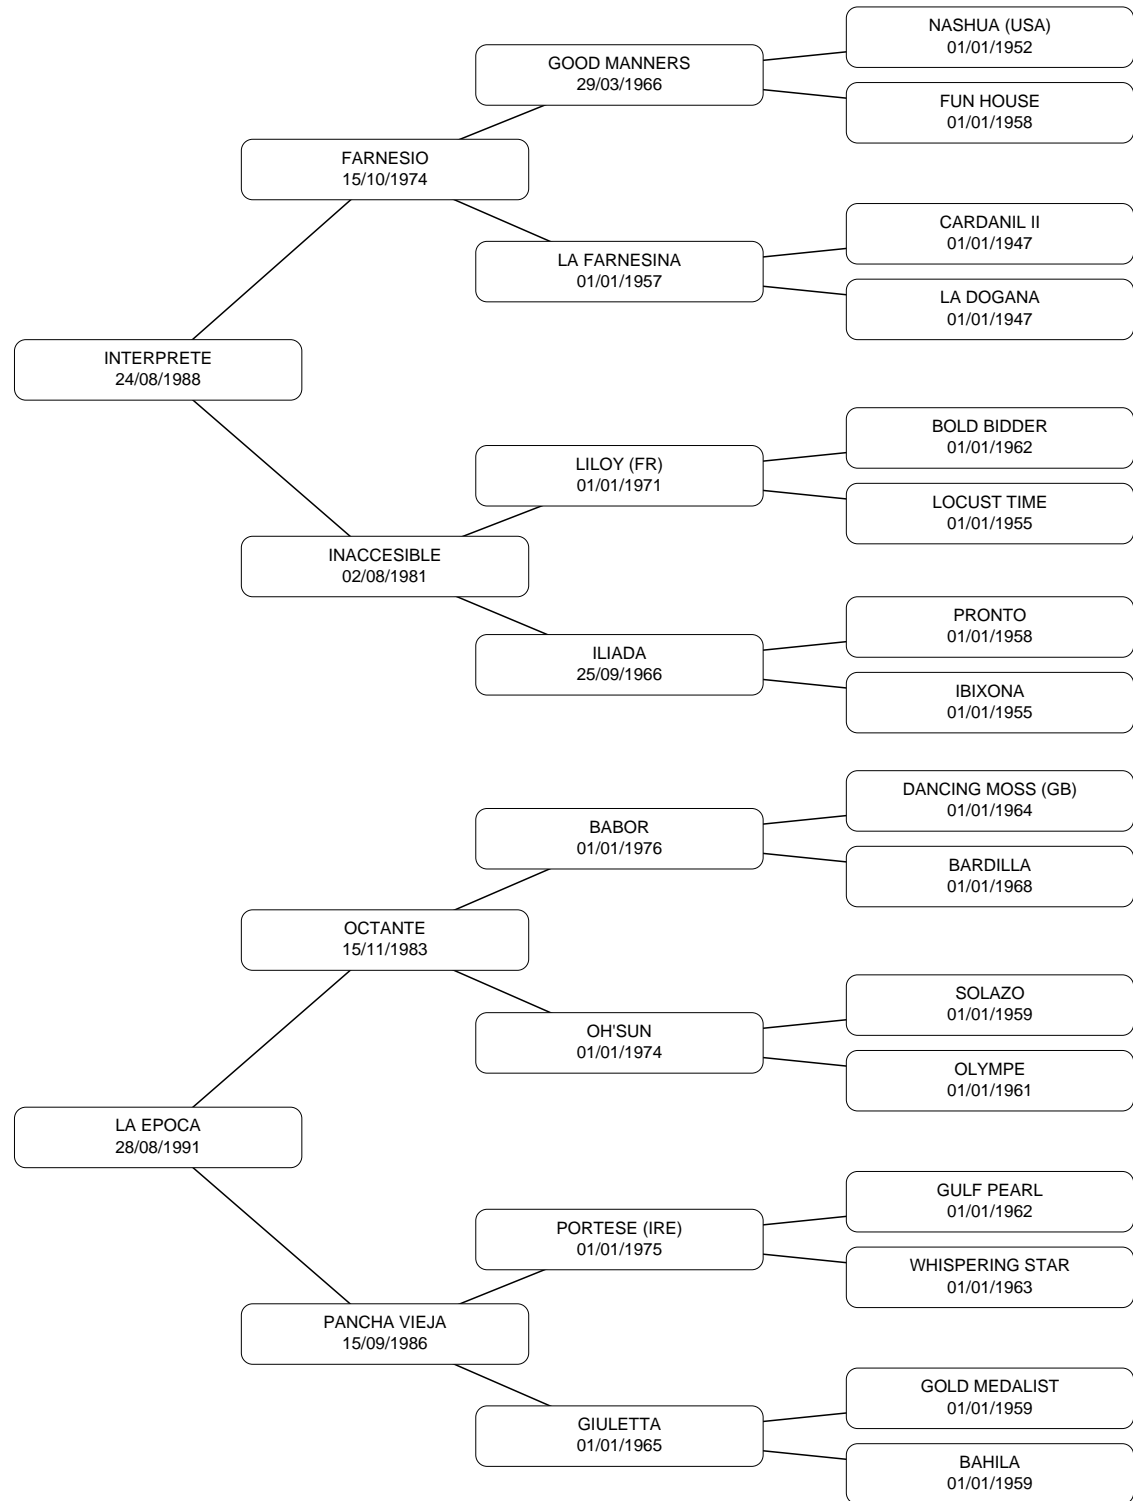 NASHUA (USA)
01/01/1952
GOOD MANNERS
29/03/1966
FUN HOUSE
01/01/1958
FARNESIO
15/10/1974
CARDANIL II
01/01/1947
LA FARNESINA
01/01/1957
LA DOGANA
01/01/1947
INTERPRETE
24/08/1988
BOLD BIDDER
01/01/1962
LILOY (FR)
01/01/1971
LOCUST TIME
01/01/1955
INACCESIBLE
02/08/1981
PRONTO
01/01/1958
ILIADA
25/09/1966
IBIXONA
01/01/1955
DANCING MOSS (GB)
01/01/1964
BABOR
01/01/1976
BARDILLA
01/01/1968
OCTANTE
15/11/1983
SOLAZO
01/01/1959
OH'SUN
01/01/1974
OLYMPE
01/01/1961
LA EPOCA
28/08/1991
GULF PEARL
01/01/1962
PORTESE (IRE)
01/01/1975
WHISPERING STAR
01/01/1963
PANCHA VIEJA
15/09/1986
GOLD MEDALIST
01/01/1959
GIULETTA
01/01/1965
BAHILA
01/01/1959